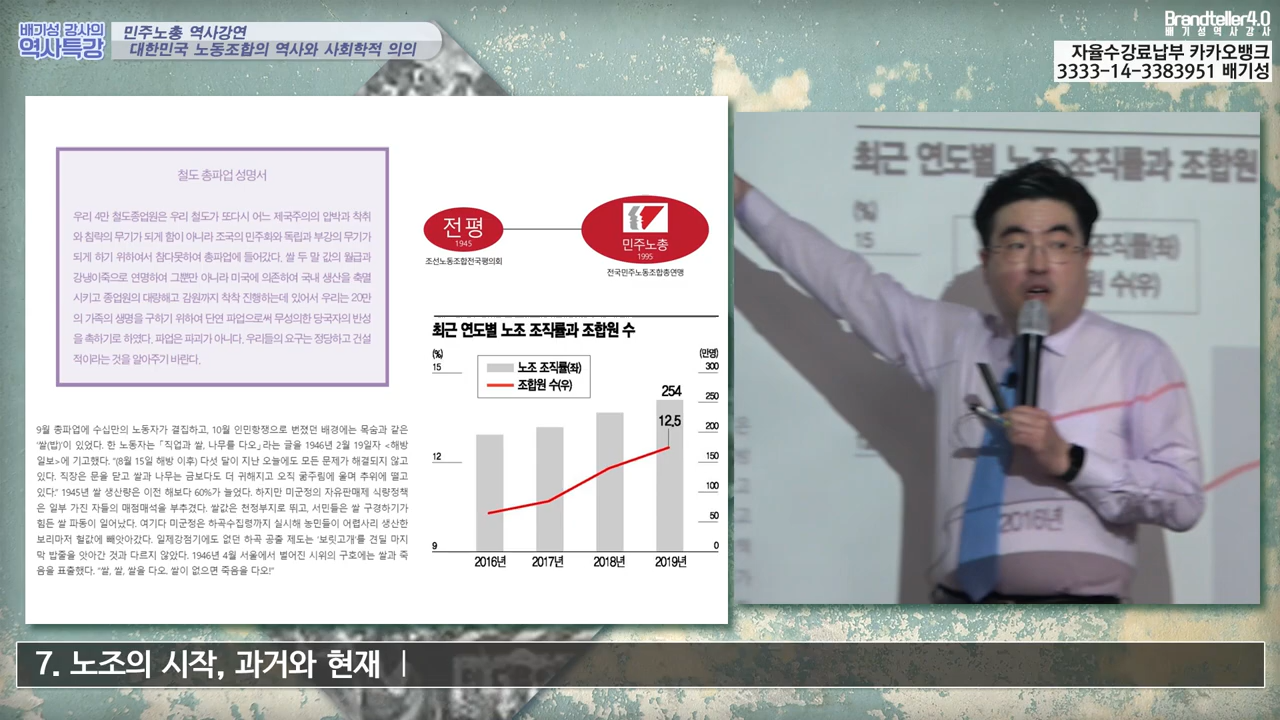 배기성 강사의
역사특강
민주노총 역사강연
대한민국 노동조합의 역사와 사회학적 의의
Brandteller4.0
배기성역사강사
자율수강료납부 카카오뱅크
3333-14-3383951 배기성
철도 총파업 성명서
우리 4만 철도종업원은 우리 철도가 또다시 어느 제국주의의 압박과 착취
와 침략의 무기가 되게 함이 아니라 조국의 민주화와 독립과 부강의 무기가
되게 하기 위하여서 참다못하여 총파업에 들어갔다. 쌀 두 말 값의 월급과
강냉이죽으로 연명하여 그뿐만 아니라 미국에 의존하여 국내 생산을 축멸
시키고 종업원의 대량해고 감원까지 착착 진행하는데 있어서 우리는 20만
의 가족의 생명을 구하기 위하여 단연 파업으로써 무성의한 당국자의 반성
을 촉하기로 하였다. 파업은 파괴가 아니다. 우리들의 요구는 정당하고 건설
적이라는 것을 알아주기 바란다.
전평
1945
조선노동조합전국평의회
민주노총
1995
전국민주노동조합총연맹
9월 총파업에 수십만의 노동자가 결집하고, 10월 인민항쟁으로 번졌던 배경에는 목숨과 같은
‘쌀(밥)’이 있었다. 한 노동자는 「직업과 쌀, 나무를 다오」라는 글을 1946년 2월 19일자 <해방
일보>에 기고했다. “(8월 15일 해방 이후) 다섯 달이 지난 오늘에도 모든 문제가 해결되지 않고
있다. 직장은 문을 닫고 쌀과 나무는 금보다도 더 귀해지고 오직 굶주림에 울며 추위에 떨고
있다.” 1945년 쌀 생산량은 이전 해보다 60%가 늘었다. 하지만 미군정의 자유판매제 식량정책
은 일부 가진 자들의 매점매석을 부추겼다. 쌀값은 천정부지로 뛰고, 서민들은 쌀 구경하기가
힘든 쌀 파동이 일어났다. 여기다 미군정은 하곡수집령까지 실시해 농민들이 어렵사리 생산한
보리마저 헐값에 빼앗아갔다. 일제강점기에도 없던 하곡 공출 제도는 ‘보릿고개’를 견딜 마지
막 밥줄을 앗아간 것과 다르지 않았다. 1946년 4월 서울에서 벌어진 시위의 구호에는 쌀과 죽
음을 표출했다. “쌀, 쌀, 쌀을 다오. 쌀이 없으면 죽음을 다오!”
최근 연도별 노조 조직률과 조합원 수
(%)
15
12
9
노조 조직률(좌)
조합원 수(우)
(만명)
300
250
200
150
100
50
0
254
12.5
2016년 2017년 2018년 2019년
최근 연도별 노조 조직률과 조합원
(%)
15
조직률(좌)
수(우)
2016년
7. 노조의 시작, 과거와 현재